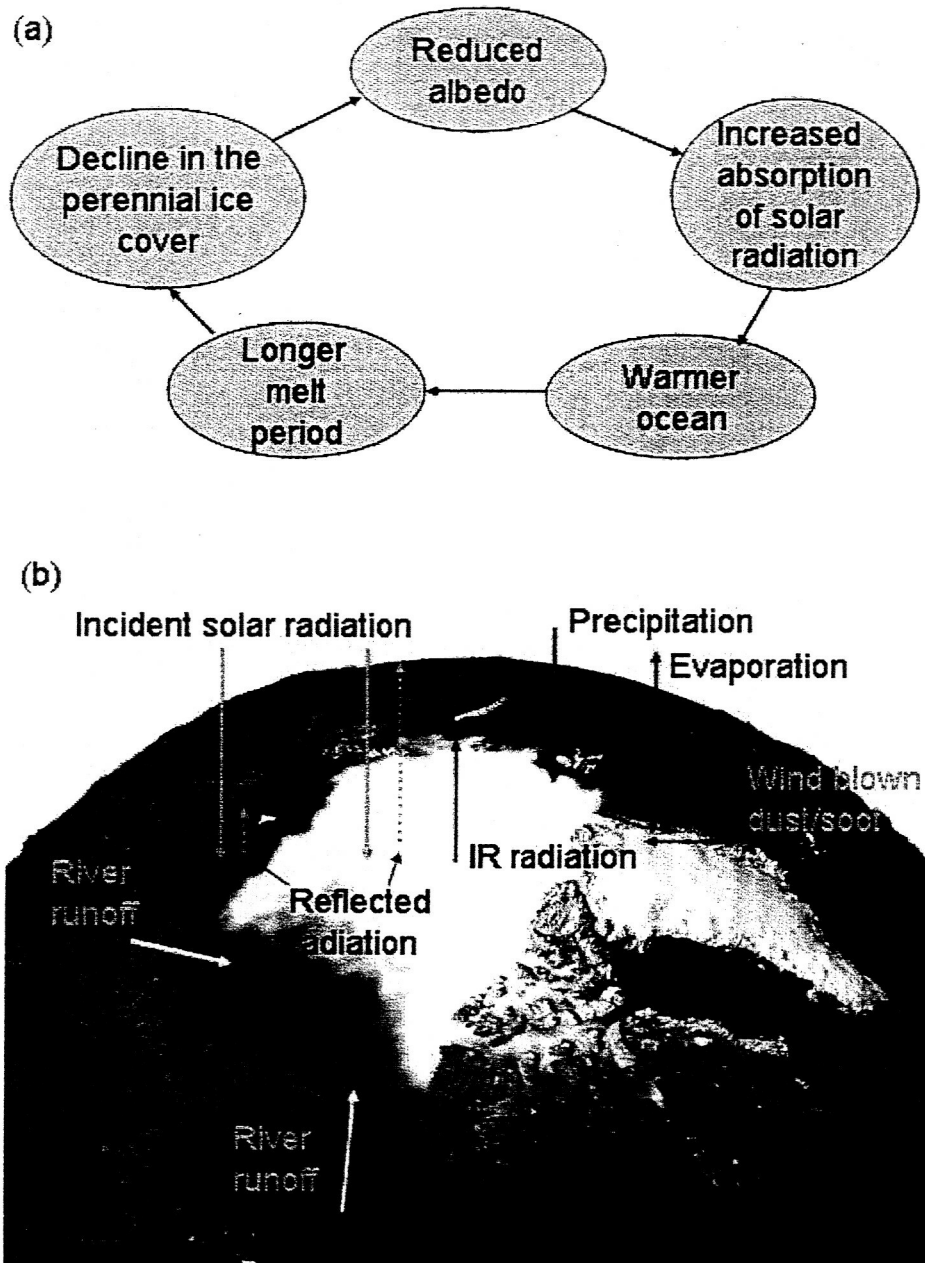 (a)
Reduced
albedo
Increased
absorption
of solar
radiation
Decline in the
perennial ice
cover
Longer
melt
period
Warmer
ocean
(b)
Incident solar radiation
Precipitation
Evaporation
Wind blown
dust/soot
IR radiation
River
runoff
Reflected
adiation
River
runoff